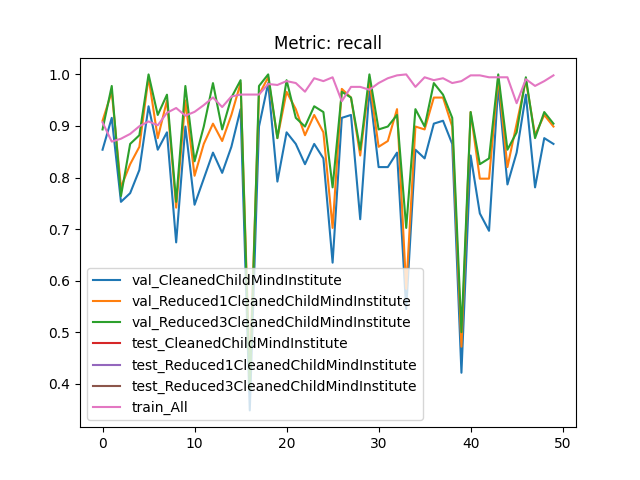 Metric: recall
1.0
0.9
0.8
0.7
0.6
0.5
0.4
val_CleanedChildMindInstitute
val_Reduced1CleanedChildMindInstitute
val_Reduced3CleanedChildMindInstitute
test_CleanedChildMindInstitute
test_Reduced1CleanedChildMindInstitute
test_Reduced3CleanedChildMindInstitute
train_All
0 10 20 30 40 50